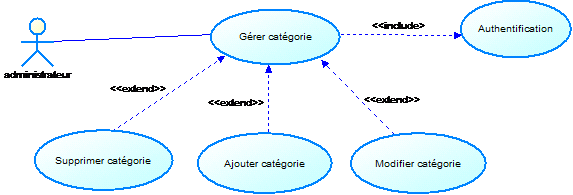 <<include>
Authentification
Gérer catégorie
administrateur
<<extend>>
<<extend>>
<<extend>>
Supprimer catégorie
Ajouter catégorie
Modifier catégorie